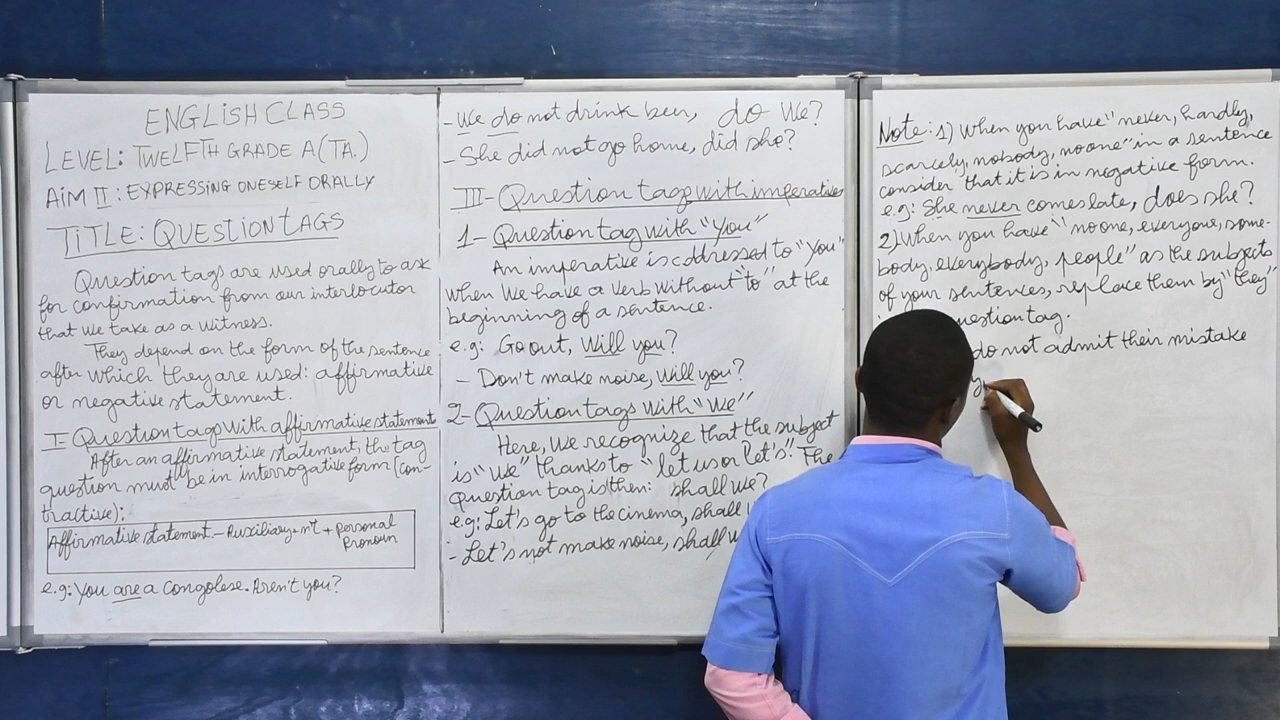 ENGLISH CLASS
LEVEL: TWELFTH GRADE A(TA.)
AIM II: EXPRESSING ONESELF ORALLY
TITLE: QUESTION TAGS
Question tags are used orally to ask
for confirmation from our interlocutor
that we take as a witness.
They depend on the form of the sentence
after which they are used: affirmative
or negative statement.
I- Question tags with affirmative statement
After an affirmative statement, the tag
question must be in interrogative form (con-
tractive):
Affirmative statement - Auxiliary + n't + personal
pronoun
e.g: You are a Congolese. Aren't you?
- We do not drink beer, do we?
- She did not go home, did she?
III- Question tags with imperatives
1- Question tag with "You"
An imperative is addressed to "You"
when we have a verb without "to" at the
beginning of a sentence.
e.g: Go out, Will you?
- Don't make noise, Will you?
2- Question tags with "We"
Here, we recognize that the subject
is "we" thanks to "let us or let's". The
question tag is then: shall we?
e.g: Let's go to the cinema, shall
- Let's not make noise, shall w
Note: 1) When you have "never, hardly,
scarcely, nobody, no one" in a sentence
consider that it is in negative form.
e.g: She never comes late, does she?
2) When you have "no one, everyone, some-
body, everybody, people" as the subjects
of your sentences, replace them by "they"
question tag.
do not admit their mistake